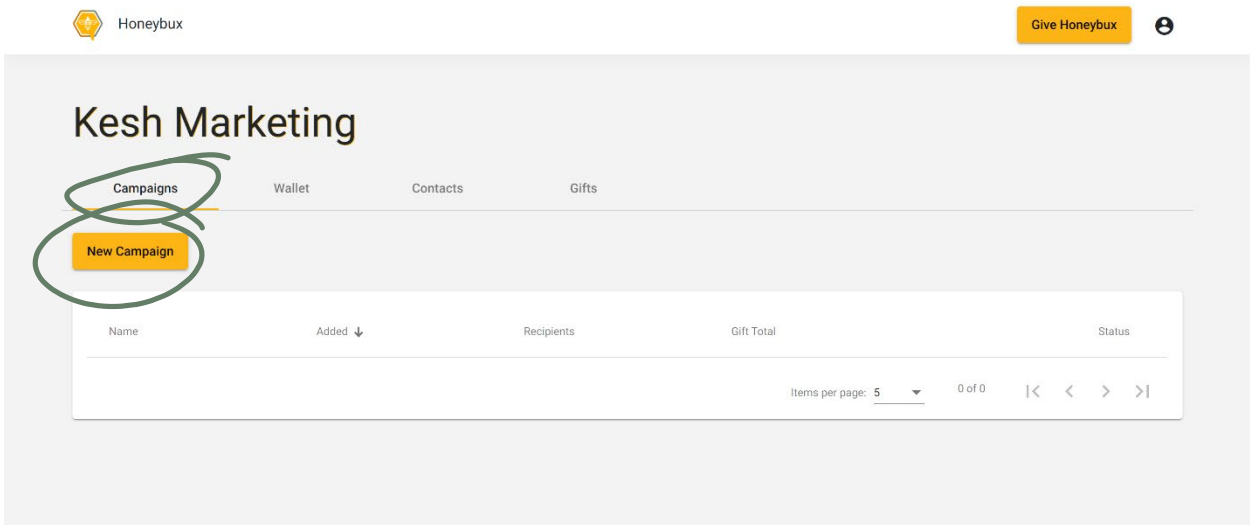 Honeybux
Give Honeybux
Kesh Marketing
Campaigns Wallet Contacts Gifts
New Campaign
Name Added Recipients Gift Total Status
Items per page: 5 0 of 0